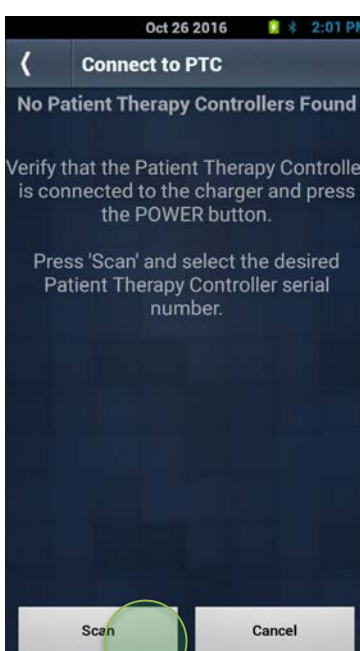 Oct 26 2016 2:01 PM
Connect to PTC
No Patient Therapy Controllers Found
Verify that the Patient Therapy Controlle
is connected to the charger and press
the POWER button.
Press 'Scan' and select the desired
Patient Therapy Controller serial
number.
Scan Cancel